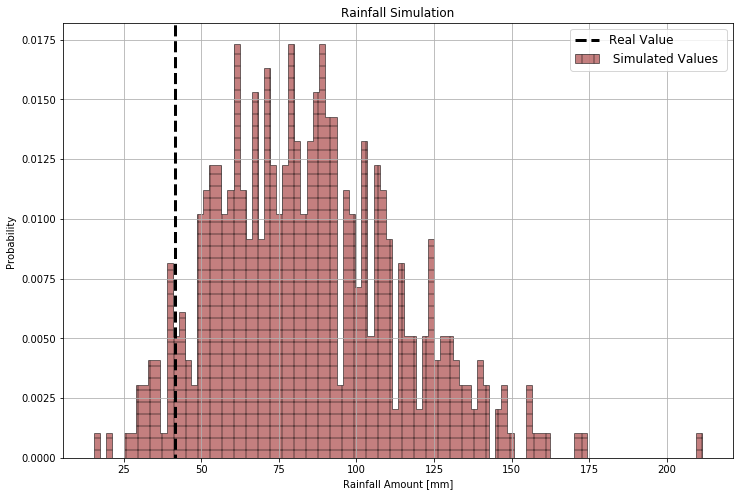 Rainfall Simulation
Real Value
Simulated Values
Probability
0.0175
0.0150
0.0125
0.0100
0.0075
0.0050
0.0025
0.0000
25 50 75 100 125 150 175 200
Rainfall Amount [mm]